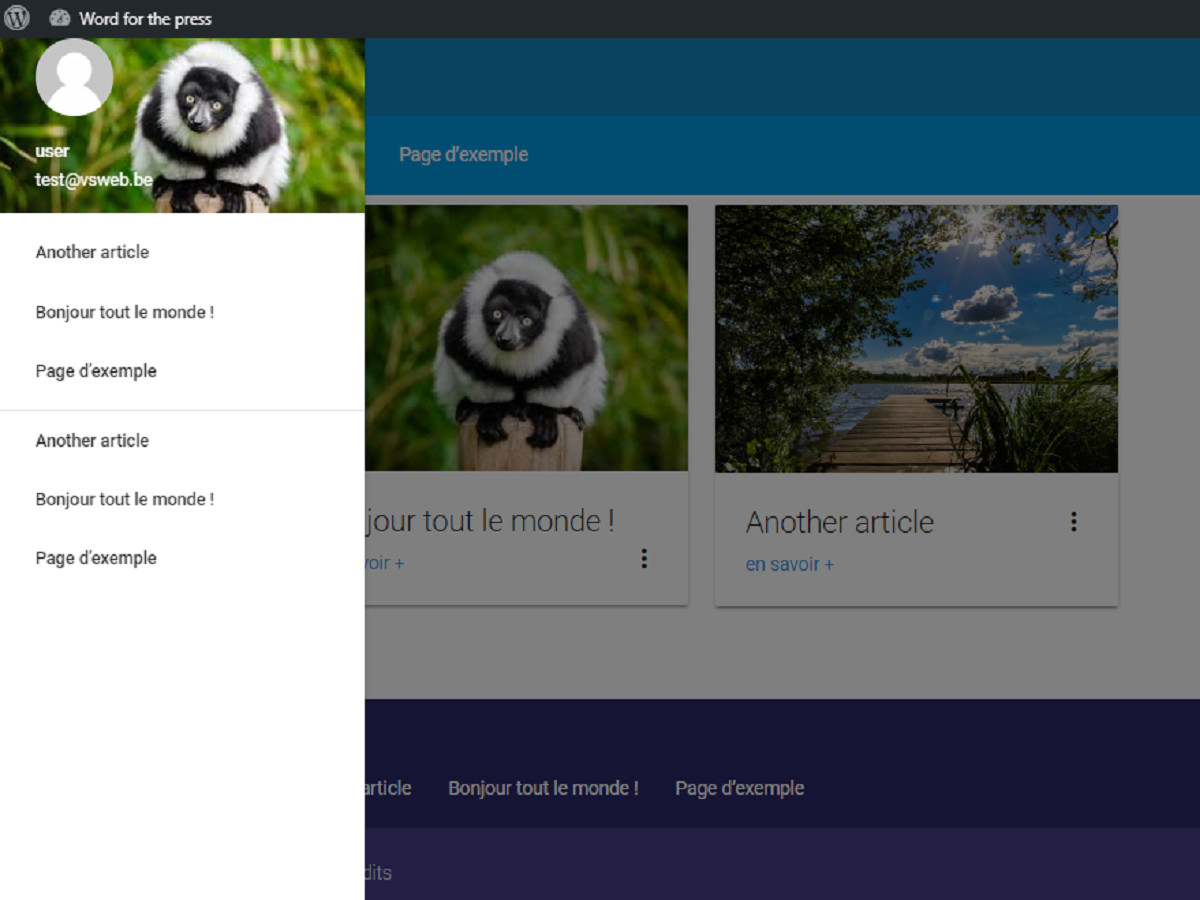 Word for the press
user
test@vsweb.be
Another article
Bonjour tout le monde !
Page d'exemple
Another article
Bonjour tout le monde !
Page d'exemple
Page d'exemple
jour tout le monde !
voir +
Another article
en savoir +
article
Bonjour tout le monde !
Page d'exemple
dits